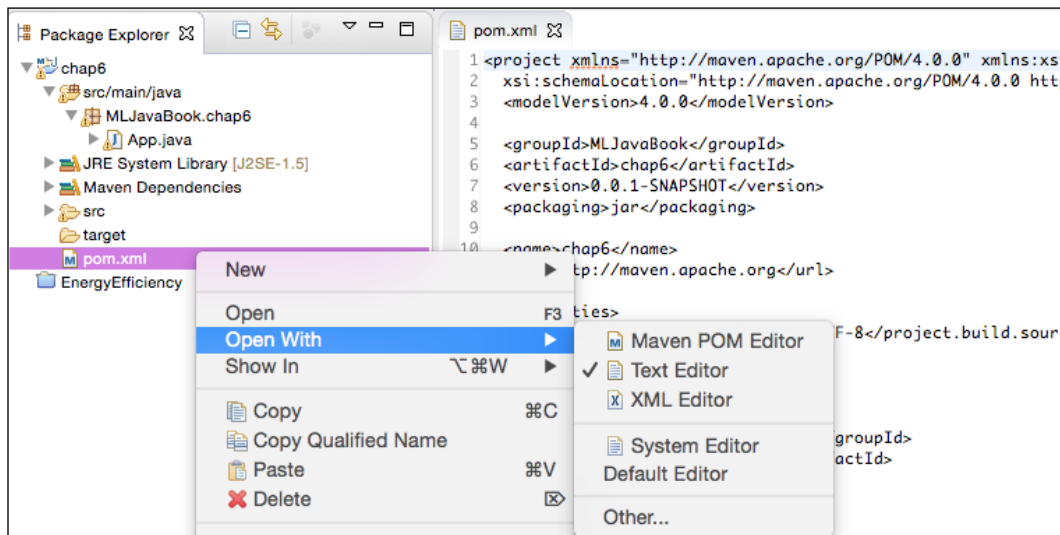 Package Explorer
chap6
src/main/java
MLJavaBook.chap6
App.java
JRE System Library [J2SE-1.5]
Maven Dependencies
src
target
pom.xml
EnergyEfficiency
pom.xml
1 <project xmlns="http://maven.apache.org/POM/4.0.0" xmlns:xs
2 xsi:schemaLocation="http://maven.apache.org/POM/4.0.0 htt
3 <modelVersion>4.0.0</modelVersion>
4
5 <groupId>MLJavaBook</groupId>
6 <artifactId>chap6</artifactId>
7 <version>0.0.1-SNAPSHOT</version>
8 <packaging>jar</packaging>
9
10 <name>chap6</name>
tp://maven.apache.org</url>
ties>
F-8</project.build.sour
groupId>
actId>
New
Open F3
Open With
Show In ⌥⌘W
Copy ⌘C
Copy Qualified Name
Paste ⌘V
Delete ⌦
Maven POM Editor
✓ Text Editor
XML Editor
System Editor
Default Editor
Other...